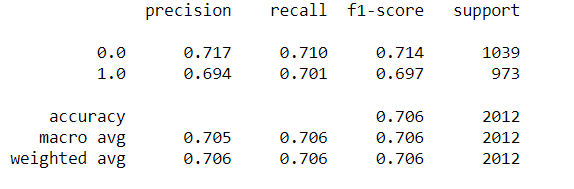 precision recall f1-score support
0.0 0.717 0.710 0.714 1039
1.0 0.694 0.701 0.697 973
accuracy 0.706 2012
macro avg 0.705 0.706 0.706 2012
weighted avg 0.706 0.706 0.706 2012